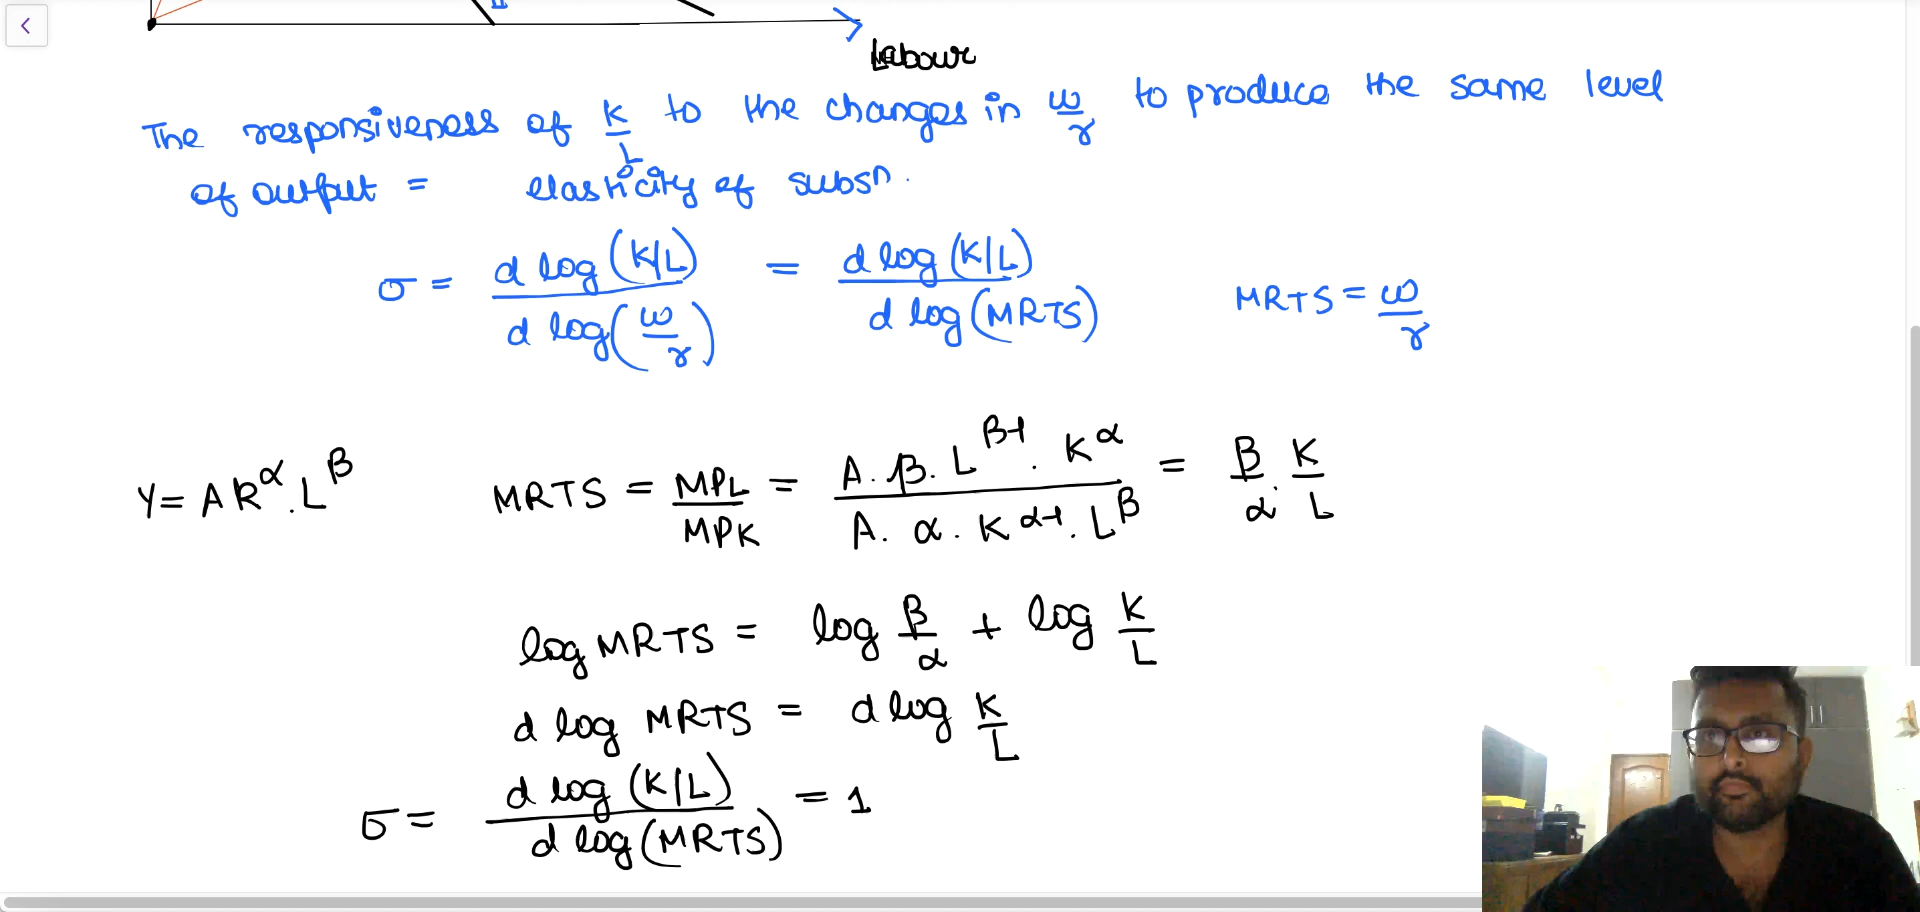 Labour
The responsiveness of K/L to the changes in w/r to produce the same level
of output = elasticity of subsn.
σ = d log (K/L) / d log (w/r) = d log (K/L) / d log (MRTS) MRTS = w/r
Y = A K^α . L^β MRTS = MPL / MPK = A . β . L^β-1 . K^α / A . α . K^α-1 . L^β = β/α . K/L
log MRTS = log β/α + log K/L
d log MRTS = d log K/L
σ = d log (K/L) / d log (MRTS) = 1